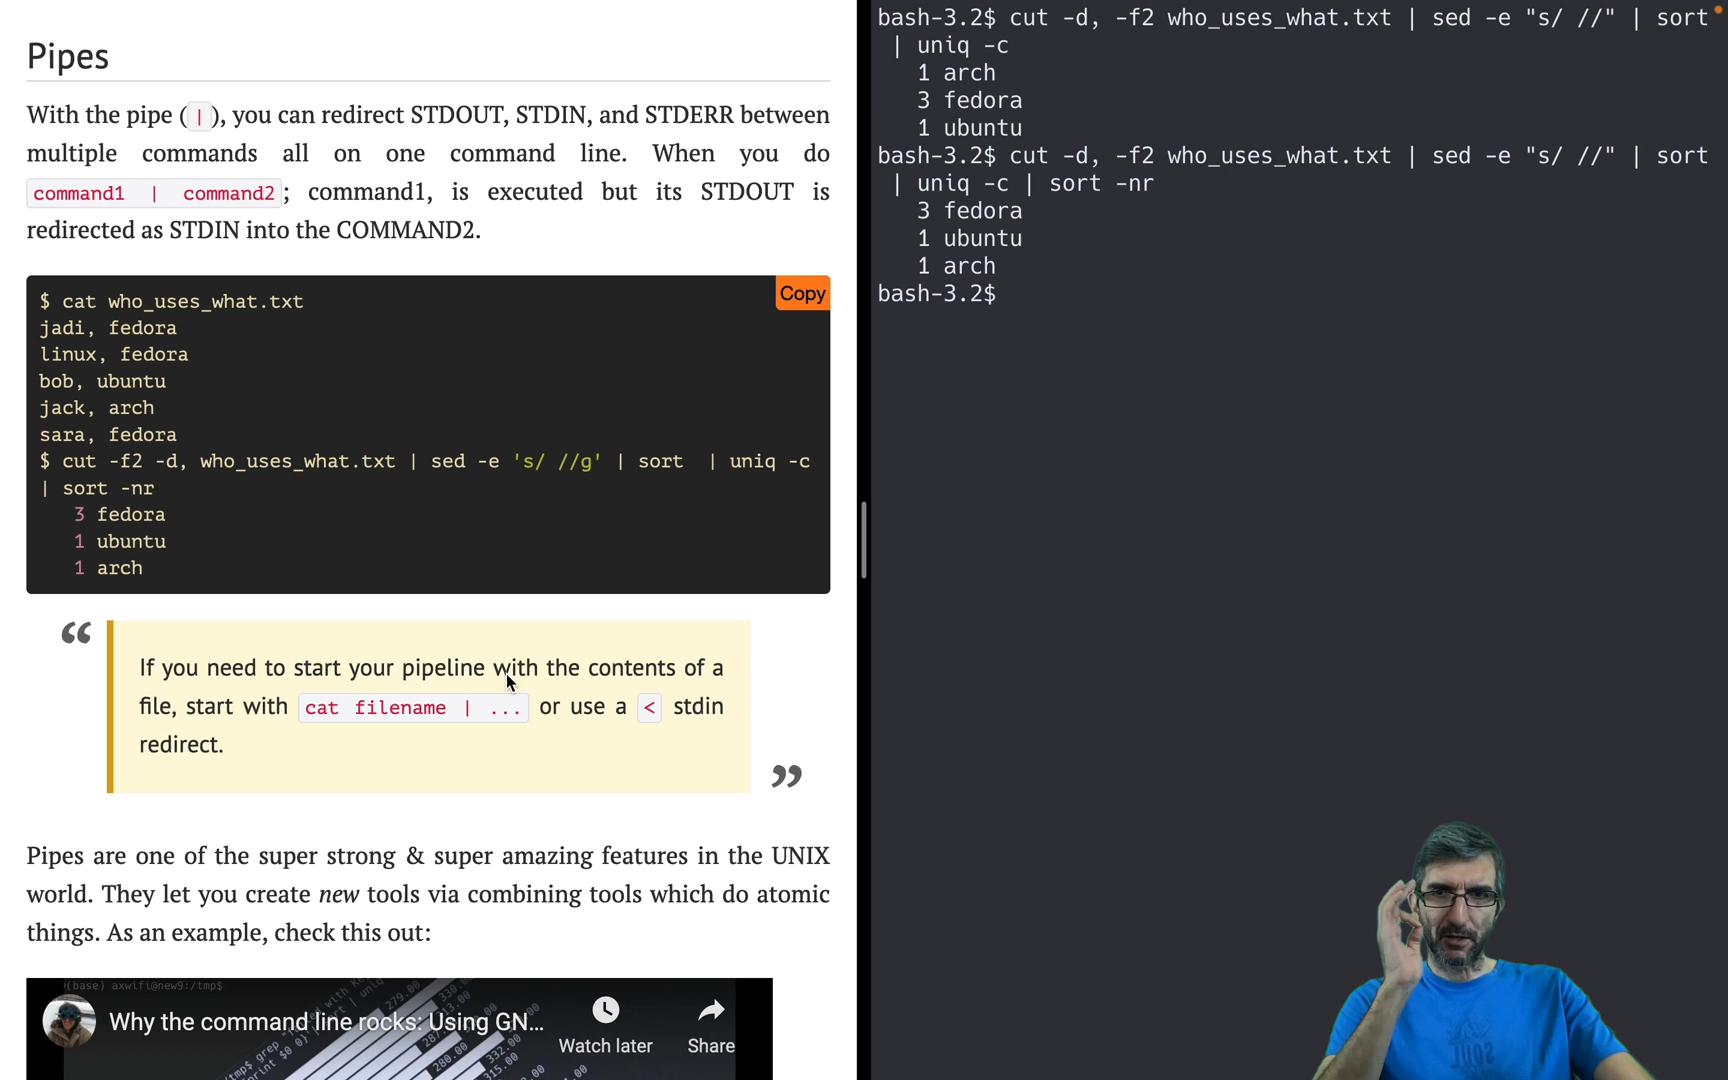 Pipes
With the pipe ( | ), you can redirect STDOUT, STDIN, and STDERR between
multiple commands all on one command line. When you do
command1 | command2 ; command1, is executed but its STDOUT is
redirected as STDIN into the COMMAND2.
Copy
$ cat who_uses_what.txt
jadi, fedora
linux, fedora
bob, ubuntu
jack, arch
sara, fedora
$ cut -f2 -d, who_uses_what.txt | sed -e 's/ //g' | sort  | uniq -c
| sort -nr
   3 fedora
   1 ubuntu
   1 arch
“
If you need to start your pipeline with the contents of a
file, start with cat filename | ... or use a < stdin
redirect.
”
Pipes are one of the super strong & super amazing features in the UNIX
world. They let you create new tools via combining tools which do atomic
things. As an example, check this out:
(base) axwifi@new9:/tmp$
Why the command line rocks: Using GN...
Watch later
Share
bash-3.2$ cut -d, -f2 who_uses_what.txt | sed -e "s/ //" | sort
 | uniq -c
   1 arch
   3 fedora
   1 ubuntu
bash-3.2$ cut -d, -f2 who_uses_what.txt | sed -e "s/ //" | sort
 | uniq -c | sort -nr
   3 fedora
   1 ubuntu
   1 arch
bash-3.2$